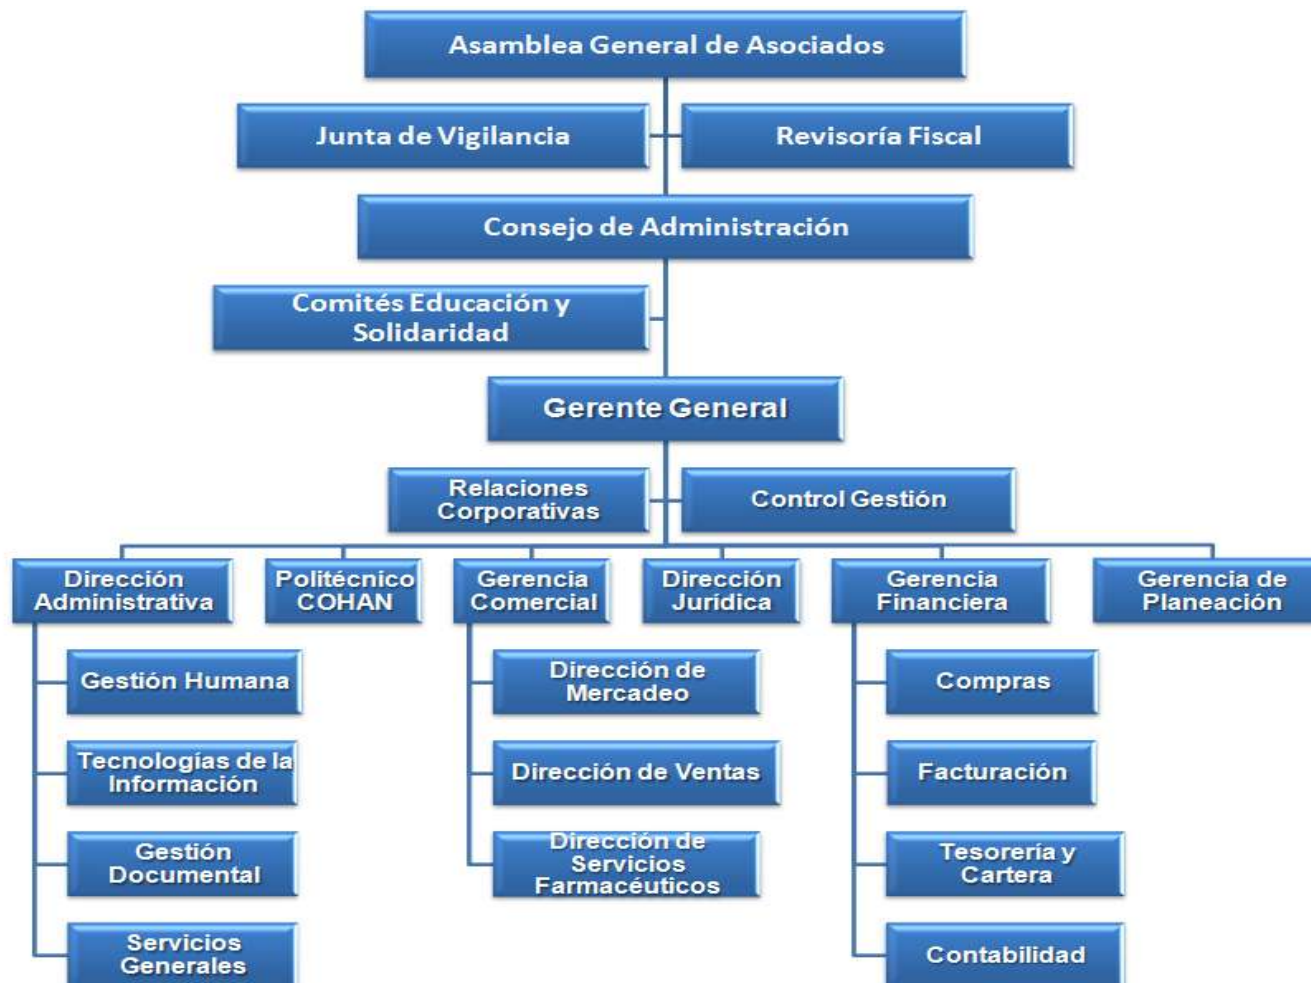 Asamblea General de Asociados
Junta de Vigilancia
Revisoría Fiscal
Consejo de Administración
Comités Educación y
Solidaridad
Gerente General
Relaciones
Corporativas
Control Gestión
Dirección
Administrativa
Politécnico
COHAN
Gerencia
Comercial
Dirección
Jurídica
Gerencia
Financiera
Gerencia de
Planeación
Gestión Humana
Tecnologías de la
Información
Gestión
Documental
Servicios
Generales
Dirección de
Mercadeo
Dirección de Ventas
Dirección de
Servicios
Farmacéuticos
Compras
Facturación
Tesorería y
Cartera
Contabilidad